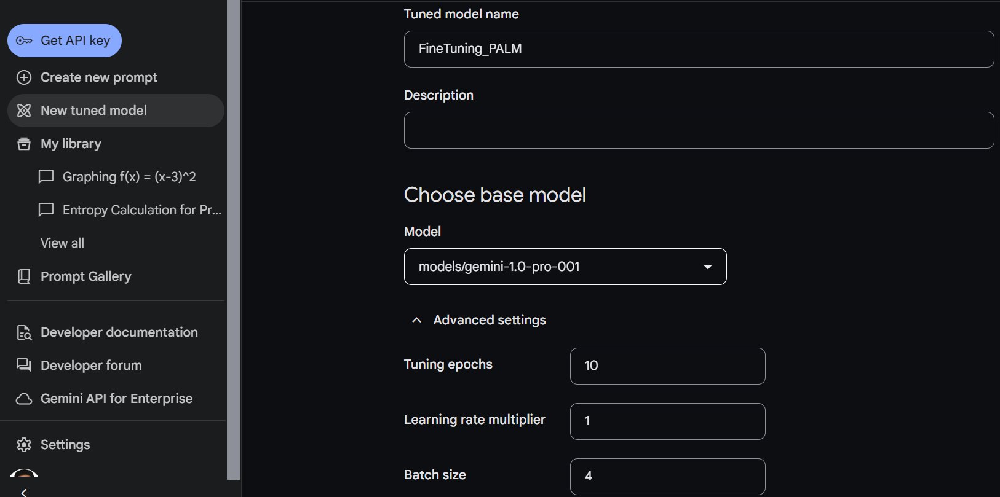 Get API key
Create new prompt
New tuned model
My library
Graphing f(x) = (x-3)^2
Entropy Calculation for Pr...
View all
Prompt Gallery
Developer documentation
Developer forum
Gemini API for Enterprise
Settings
Tuned model name
FineTuning_PALM
Description
Choose base model
Model
models/gemini-1.0-pro-001
Advanced settings
Tuning epochs
10
Learning rate multiplier
1
Batch size
4